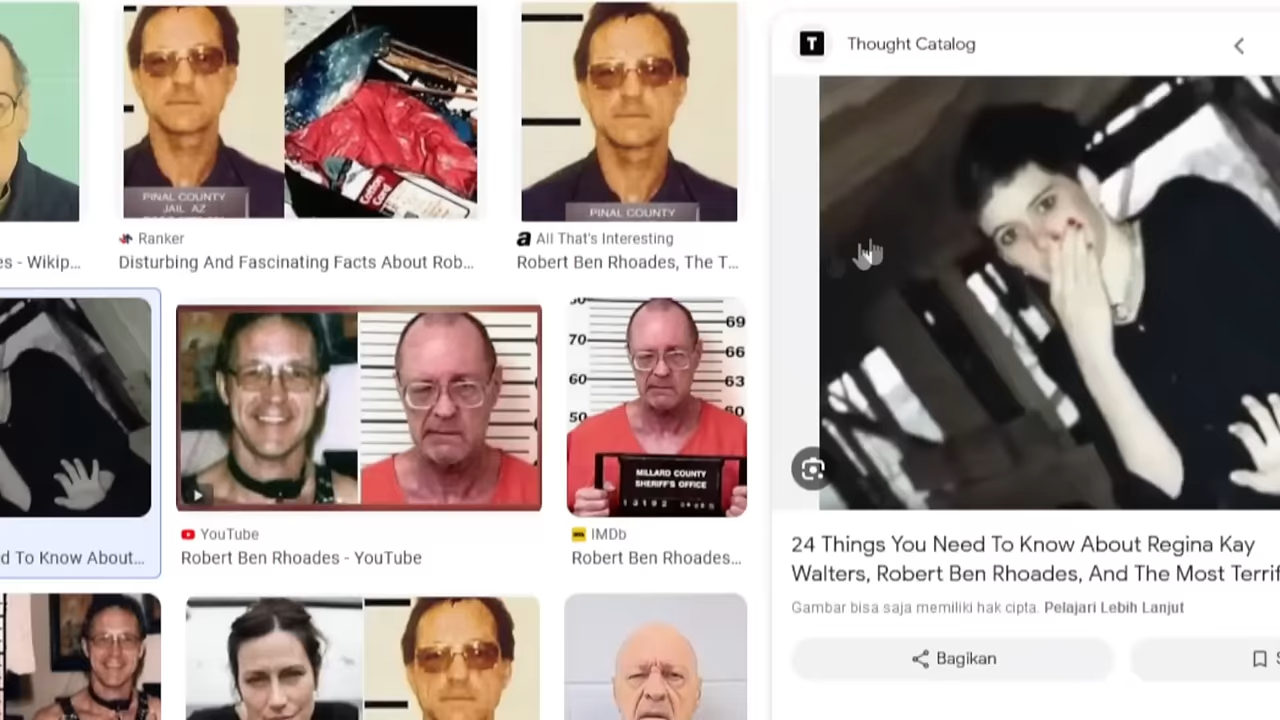 T Thought Catalog
PINAL COUNTY
JAIL AZ
PINAL COUNTY
es - Wikip...
Ranker
Disturbing And Fascinating Facts About Rob...
a All That's Interesting
Robert Ben Rhoades, The T...
70
60
50
69
66
63
60
MILLARD COUNTY
SHERIFF'S OFFICE
d To Know About...
YouTube
Robert Ben Rhoades - YouTube
IMDb
Robert Ben Rhoades...
24 Things You Need To Know About Regina Kay
Walters, Robert Ben Rhoades, And The Most Terrif
Gambar bisa saja memiliki hak cipta. Pelajari Lebih Lanjut
Bagikan
S